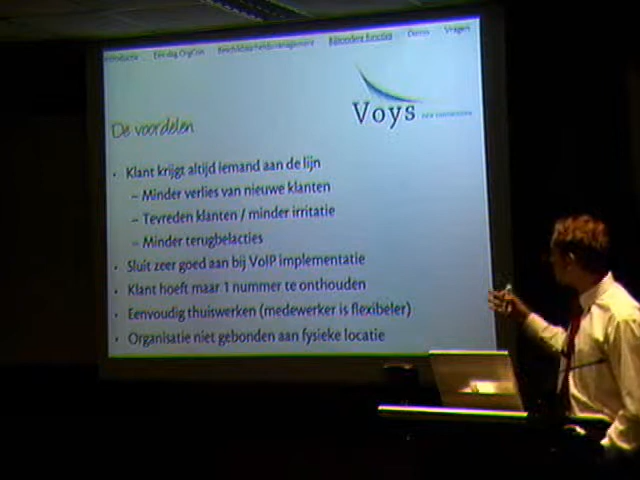 Introductie Een dag OrgCon Beschikbaarheidsmanagement Bijzondere functies Demo Vragen
Voys
De voordelen
• Klant krijgt altijd iemand aan de lijn
– Minder verlies van nieuwe klanten
– Tevreden klanten / minder irritatie
– Minder terugbelacties
• Sluit zeer goed aan bij VoIP implementatie
• Klant hoeft maar 1 nummer te onthouden
• Eenvoudig thuiswerken (medewerker is flexibeler)
• Organisatie niet gebonden aan fysieke locatie